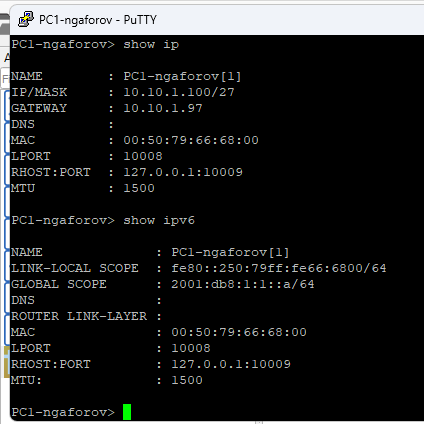 PC1-ngaforov - PuTTY
PC1-ngaforov> show ip
NAME        : PC1-ngaforov[1]
IP/MASK     : 10.10.1.100/27
GATEWAY     : 10.10.1.97
DNS         :
MAC         : 00:50:79:66:68:00
LPORT       : 10008
RHOST:PORT  : 127.0.0.1:10009
MTU         : 1500
PC1-ngaforov> show ipv6
NAME              : PC1-ngaforov[1]
LINK-LOCAL SCOPE  : fe80::250:79ff:fe66:6800/64
GLOBAL SCOPE      : 2001:db8:1:1::a/64
DNS               :
ROUTER LINK-LAYER :
MAC               : 00:50:79:66:68:00
LPORT             : 10008
RHOST:PORT        : 127.0.0.1:10009
MTU:              : 1500
PC1-ngaforov>